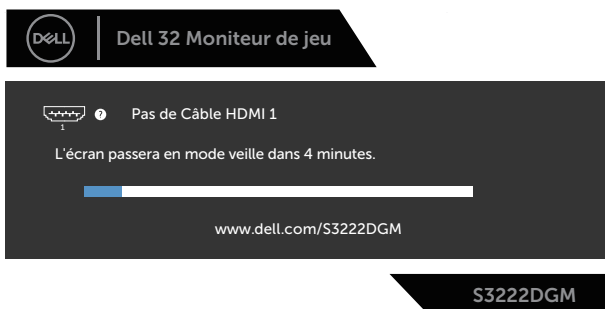 DELL
Dell 32 Moniteur de jeu
? Pas de Câble HDMI 1
1
L'écran passera en mode veille dans 4 minutes.
www.dell.com/S3222DGM
S3222DGM